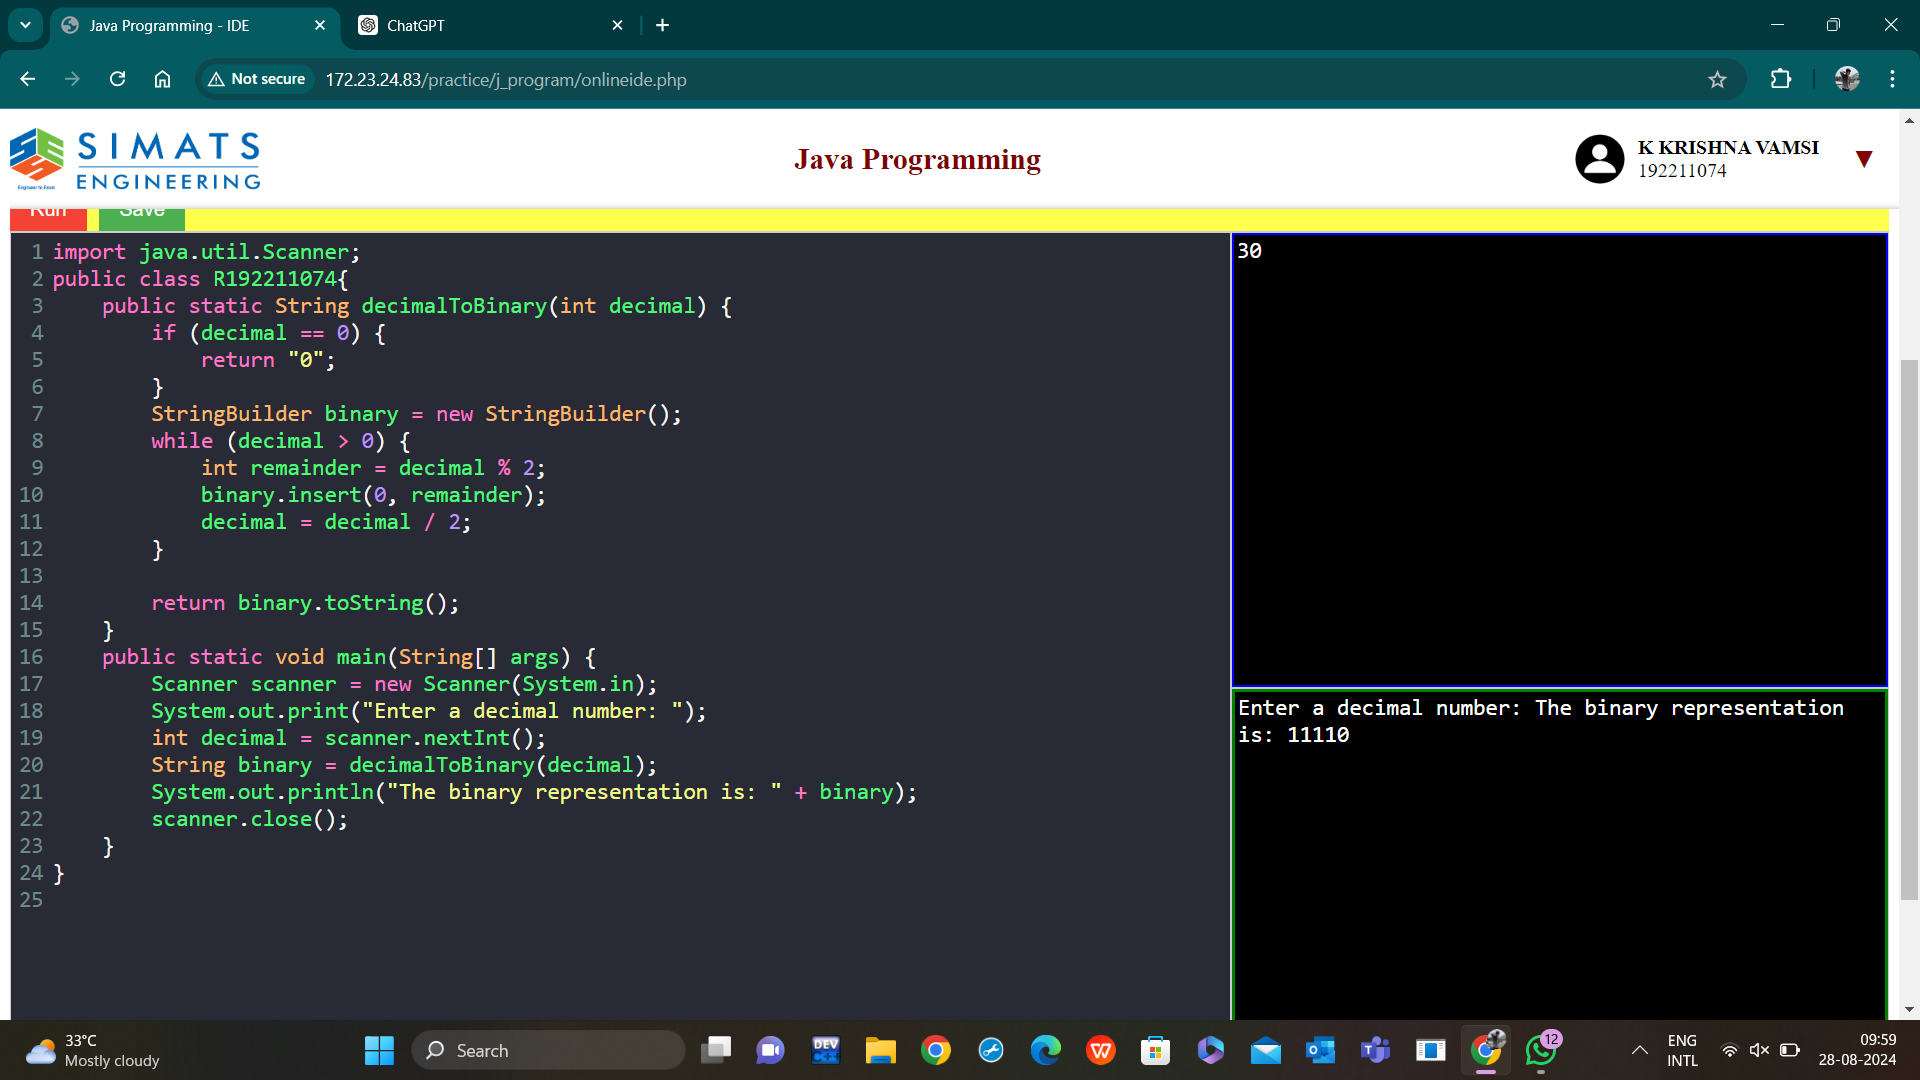 Java Programming - IDE
ChatGPT
Not secure
172.23.24.83/practice/j_program/onlineide.php
SIMATS
ENGINEERING
Engineer to Excel
Java Programming
K KRISHNA VAMSI
192211074
Run
Save
1 import java.util.Scanner;
2 public class R192211074{
3     public static String decimalToBinary(int decimal) {
4         if (decimal == 0) {
5             return "0";
6         }
7         StringBuilder binary = new StringBuilder();
8         while (decimal > 0) {
9             int remainder = decimal % 2;
10             binary.insert(0, remainder);
11             decimal = decimal / 2;
12         }
13
14         return binary.toString();
15     }
16     public static void main(String[] args) {
17         Scanner scanner = new Scanner(System.in);
18         System.out.print("Enter a decimal number: ");
19         int decimal = scanner.nextInt();
20         String binary = decimalToBinary(decimal);
21         System.out.println("The binary representation is: " + binary);
22         scanner.close();
23     }
24 }
25
30
Enter a decimal number: The binary representation
is: 11110
33°C
Mostly cloudy
Search
DEV
C++
12
ENG
INTL
09:59
28-08-2024